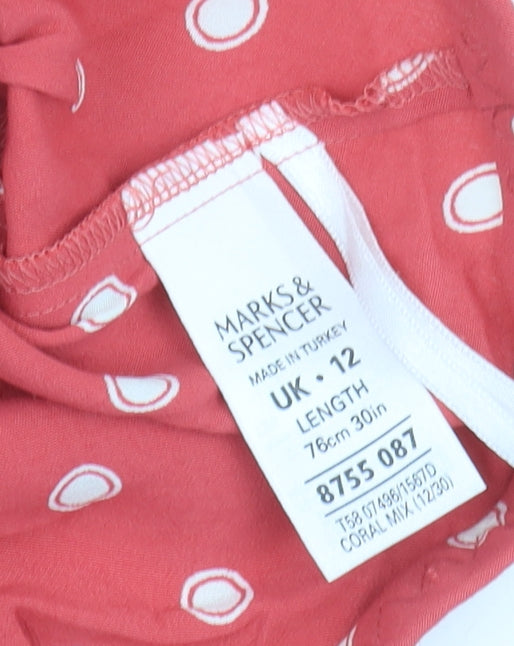 MARKS &
SPENCER
MADE IN TURKEY
UK • 12
LENGTH
76cm 30in
8755 087
T58 07496/1567D
CORAL MIX (12/30)